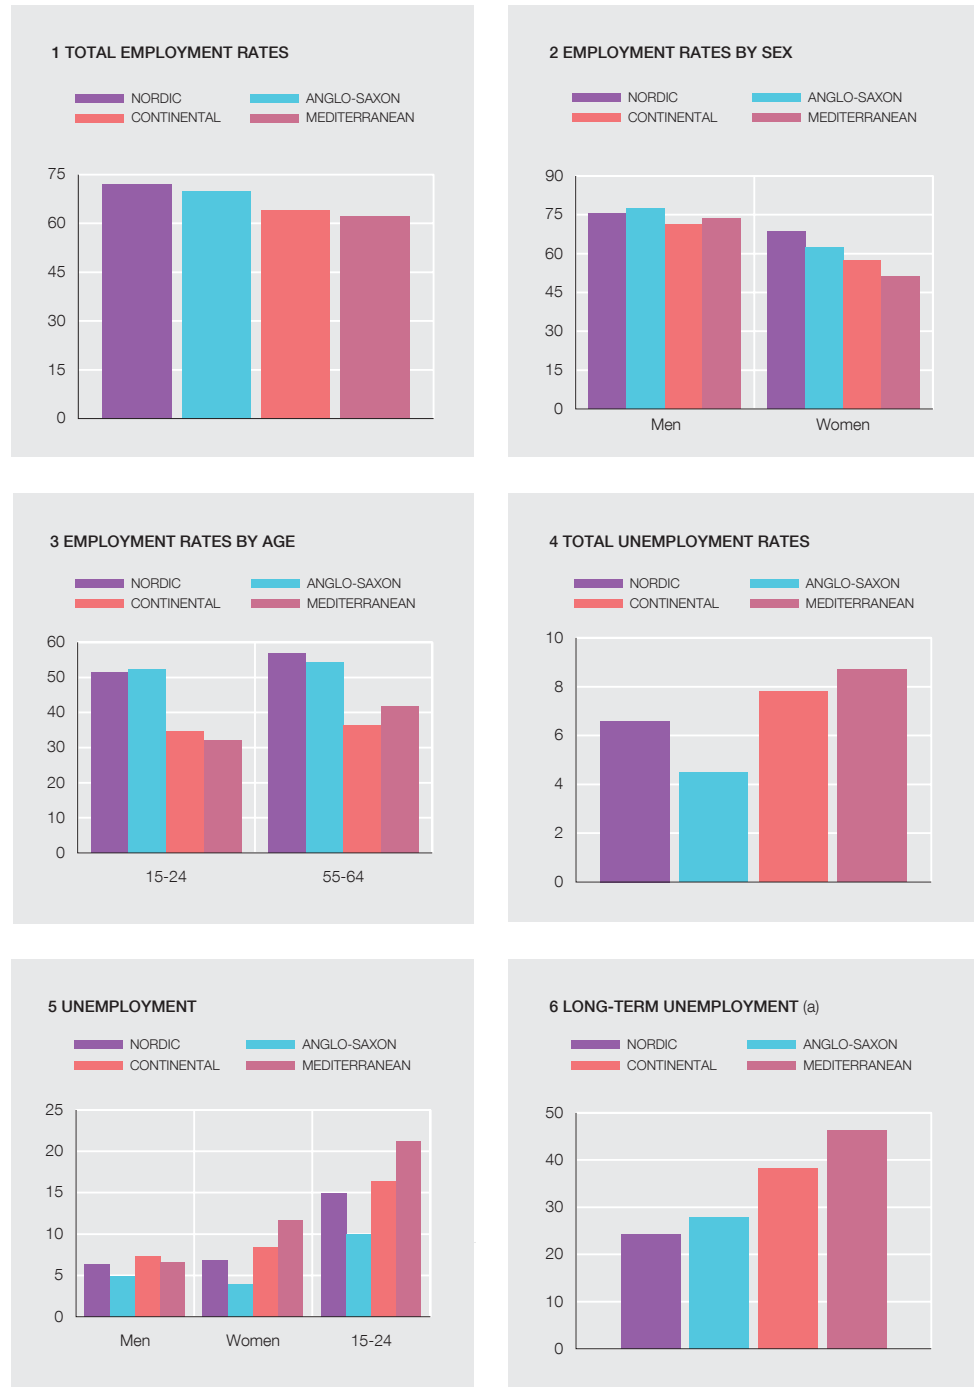 1 TOTAL EMPLOYMENT RATES
NORDIC ANGLO-SAXON
CONTINENTAL MEDITERRANEAN
75
60
45
30
15
0
2 EMPLOYMENT RATES BY SEX
NORDIC ANGLO-SAXON
CONTINENTAL MEDITERRANEAN
90
75
60
45
30
15
0
Men Women
3 EMPLOYMENT RATES BY AGE
NORDIC ANGLO-SAXON
CONTINENTAL MEDITERRANEAN
60
50
40
30
20
10
0
15-24 55-64
4 TOTAL UNEMPLOYMENT RATES
NORDIC ANGLO-SAXON
CONTINENTAL MEDITERRANEAN
10
8
6
4
2
0
5 UNEMPLOYMENT
NORDIC ANGLO-SAXON
CONTINENTAL MEDITERRANEAN
25
20
15
10
5
0
Men Women 15-24
6 LONG-TERM UNEMPLOYMENT (a)
NORDIC ANGLO-SAXON
CONTINENTAL MEDITERRANEAN
50
40
30
20
10
0